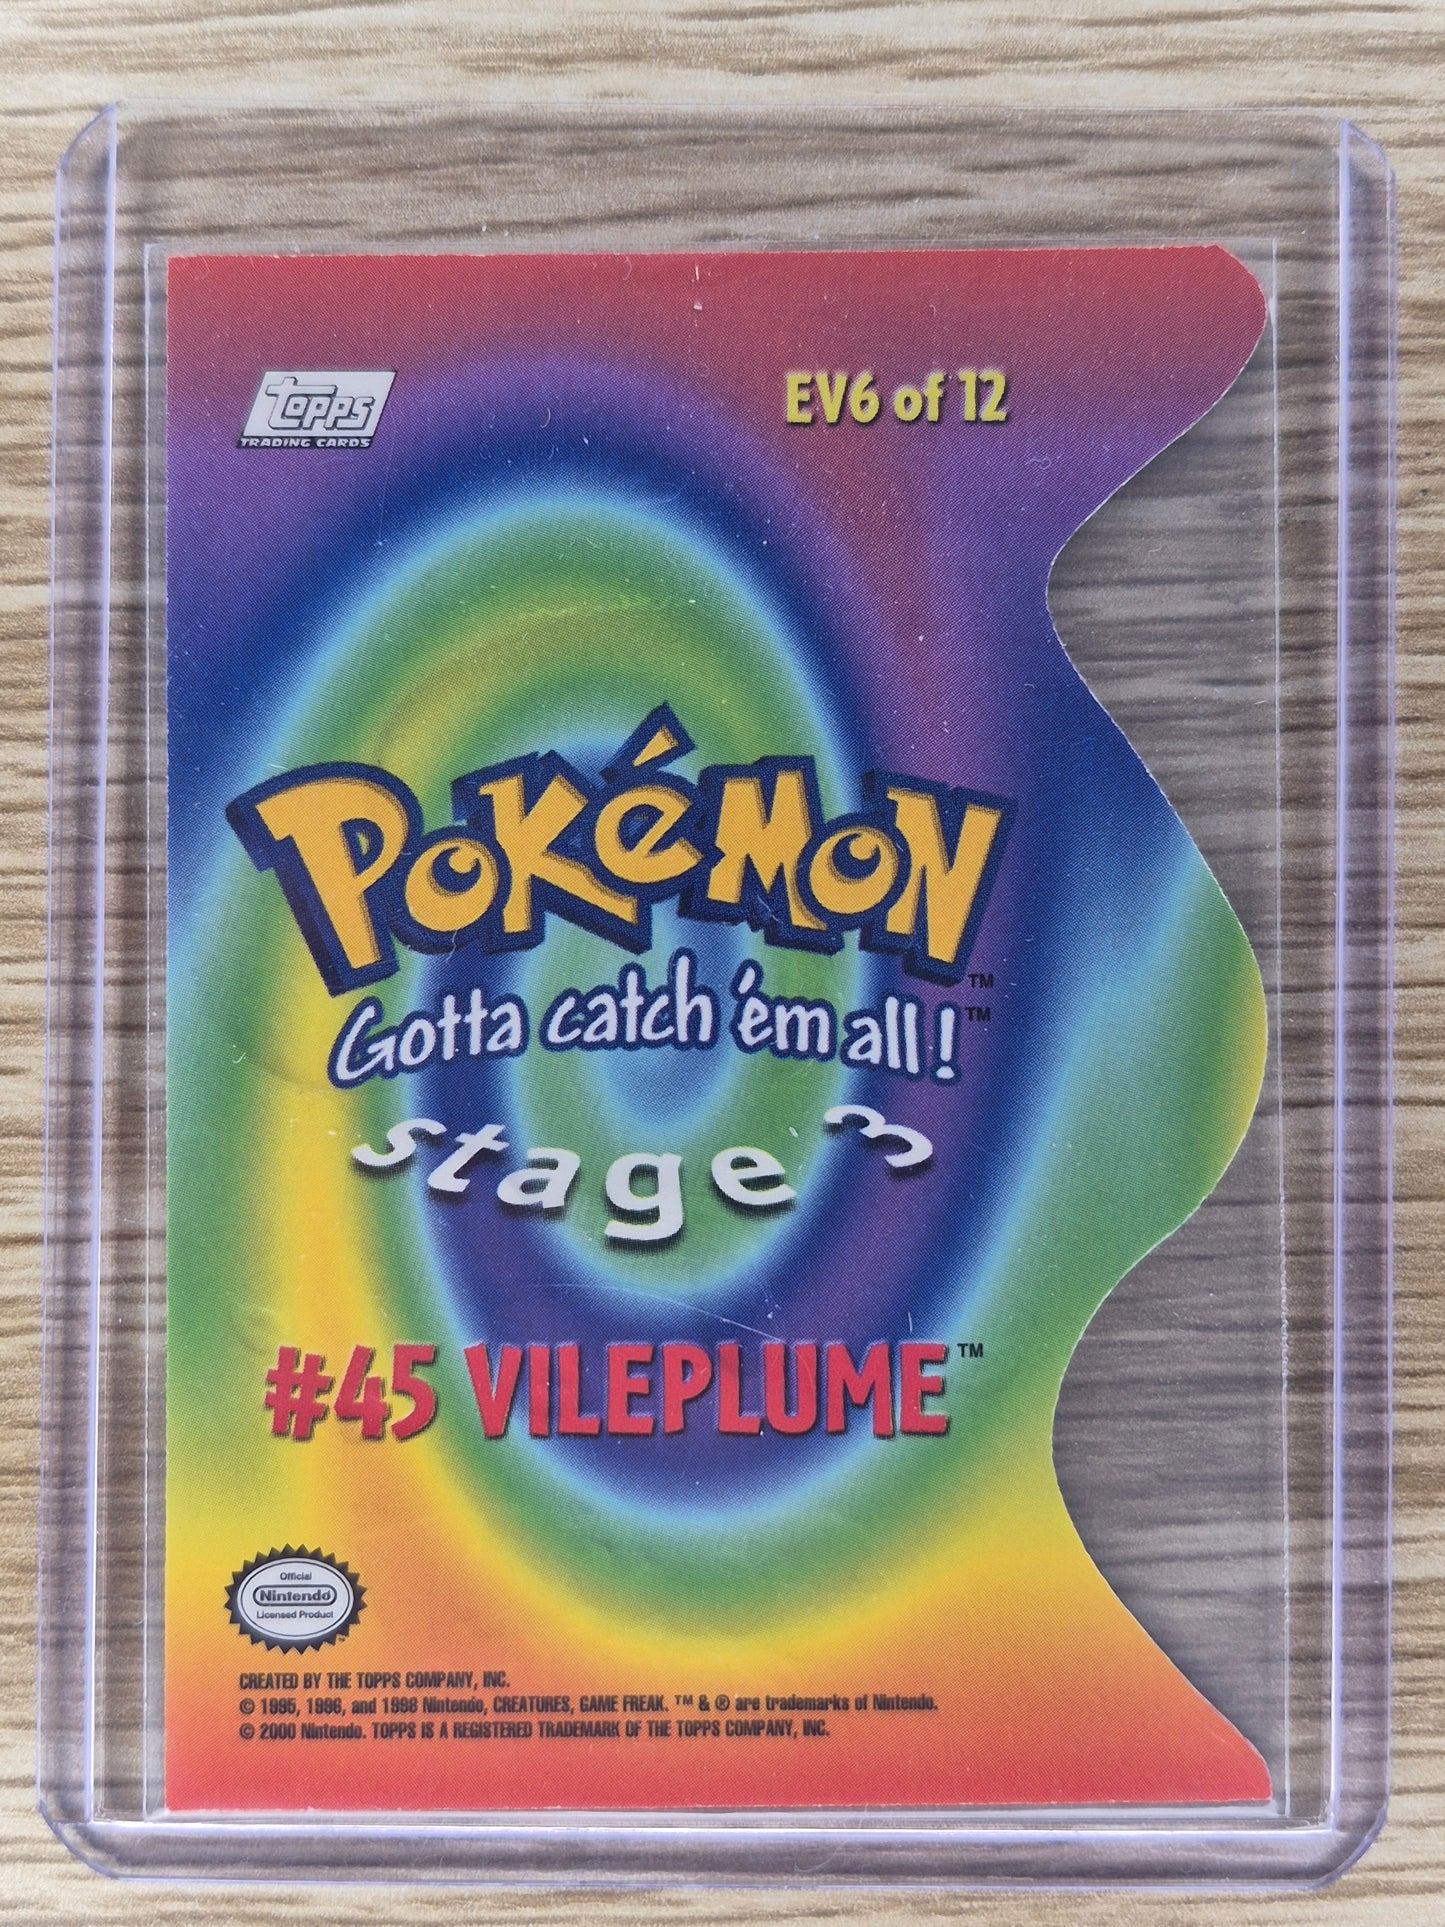 Topps
TRADING CARDS
EV6 of 12
POKéMON™
Gotta catch 'em all!™
stage 3
#45 VILEPLUME™
Official
Nintendo®
Licensed Product
™
CREATED BY THE TOPPS COMPANY, INC.
© 1995, 1996, and 1998 Nintendo, CREATURES, GAME FREAK. ™ & ® are trademarks of Nintendo.
© 2000 Nintendo. TOPPS IS A REGISTERED TRADEMARK OF THE TOPPS COMPANY, INC.